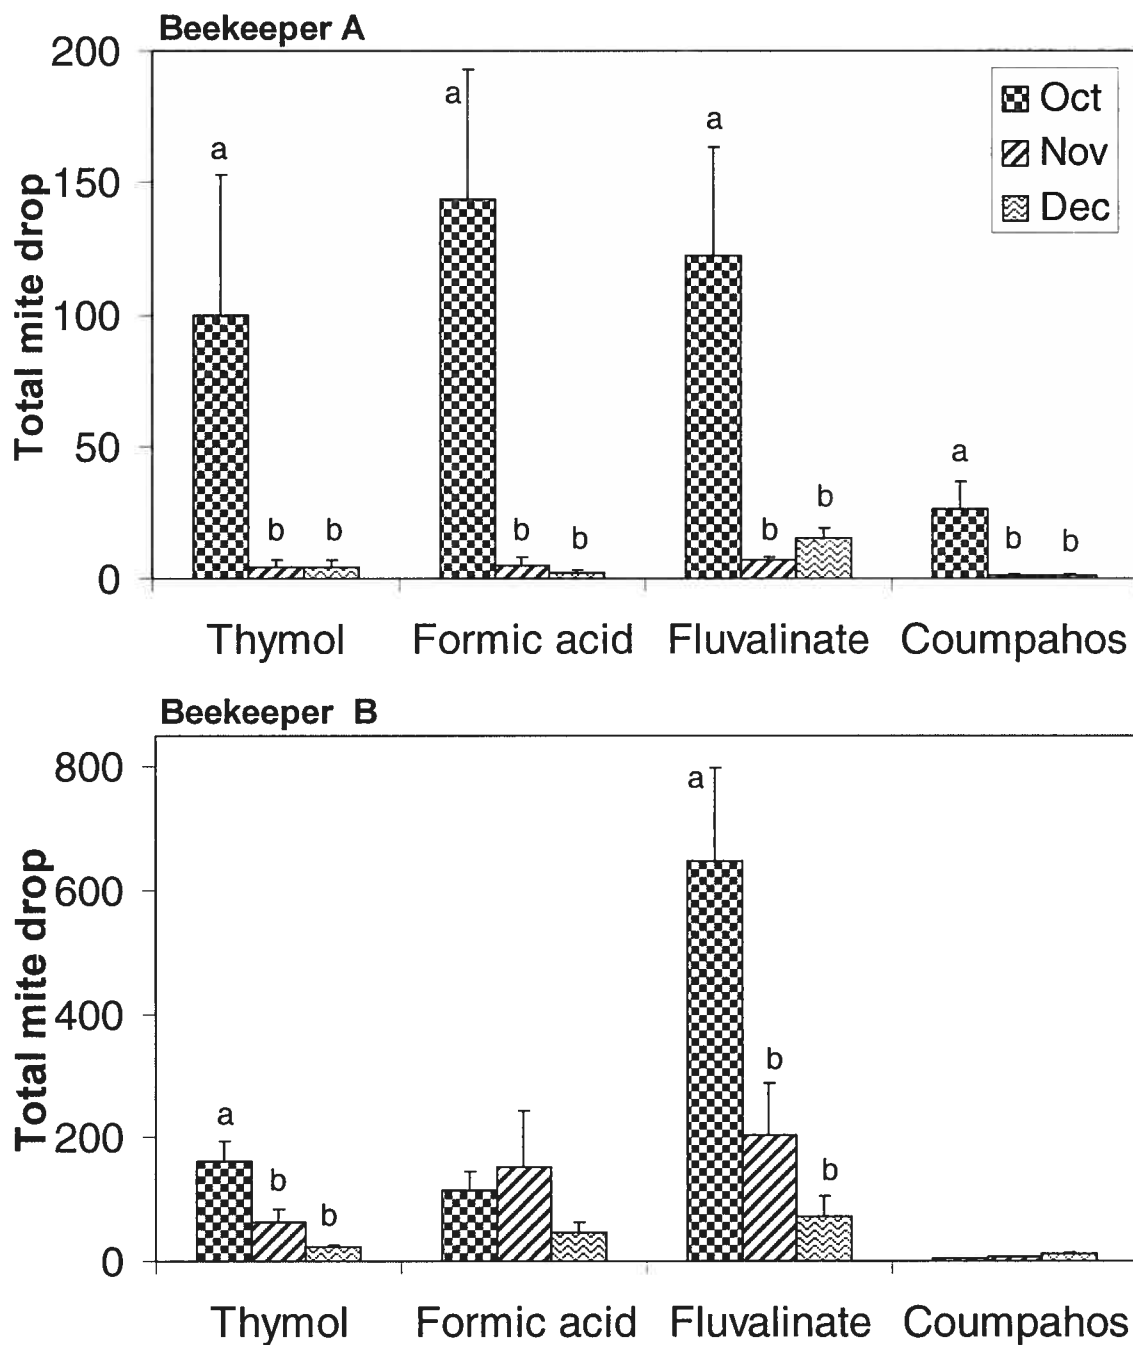 Beekeeper A
Total mite drop
200
150
100
50
0
a
b
b
a
b
b
a
b
b
a
b
b
Oct
Nov
Dec
Thymol
Formic acid
Fluvalinate
Coumpahos
Beekeeper B
Total mite drop
800
600
400
200
0
a
b
b
a
b
b
Thymol
Formic acid
Fluvalinate
Coumpahos